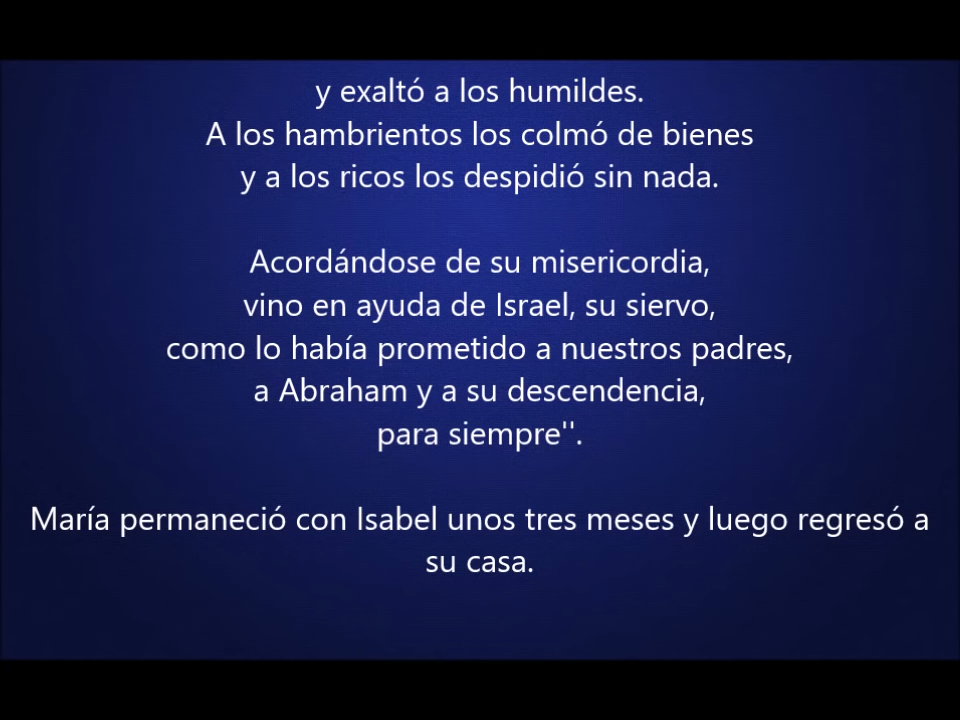 y exaltó a los humildes.
A los hambrientos los colmó de bienes
y a los ricos los despidió sin nada.
Acordándose de su misericordia,
vino en ayuda de Israel, su siervo,
como lo había prometido a nuestros padres,
a Abraham y a su descendencia,
para siempre''.
María permaneció con Isabel unos tres meses y luego regresó a
su casa.